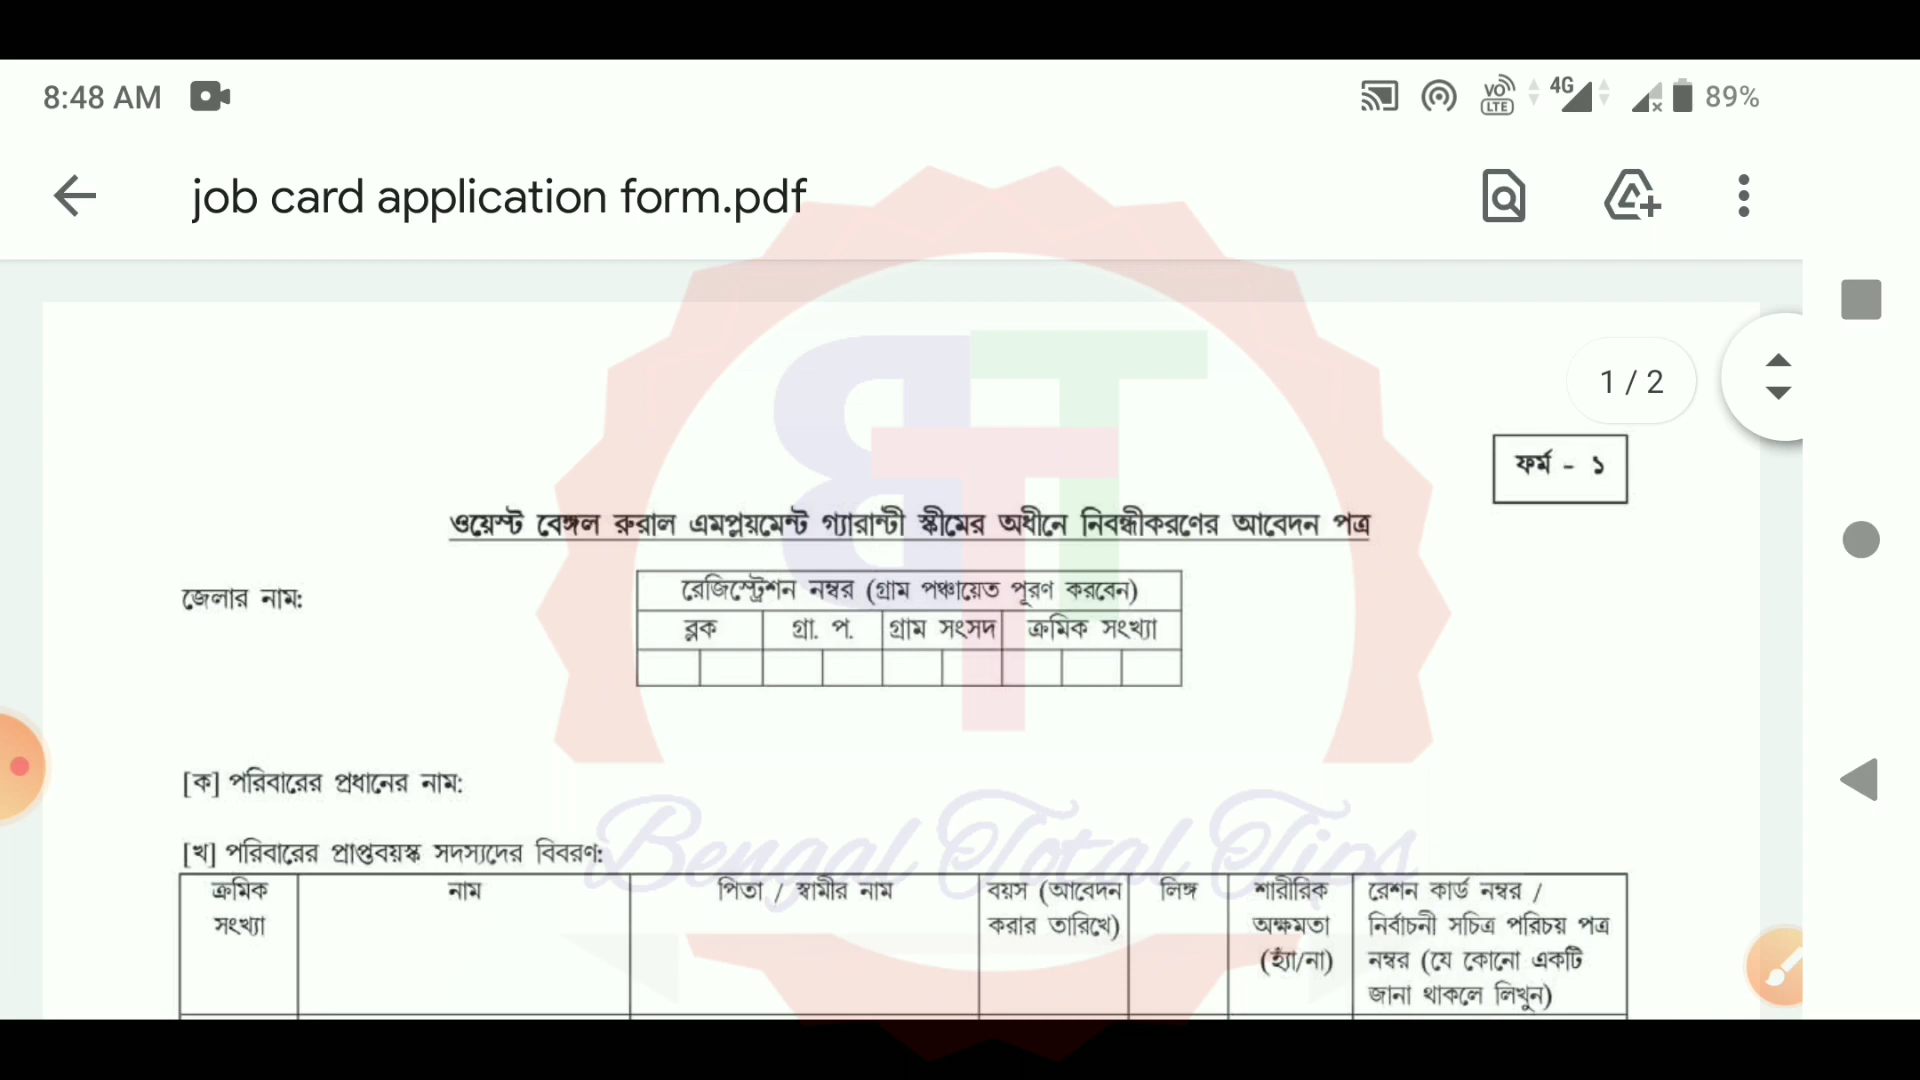 8:48 AM
VO
LTE
4G
89%
job card application form.pdf
1 / 2
ফর্ম - ১
ওয়েস্ট বেঙ্গল রুরাল এমপ্লয়মেন্ট গ্যারান্টী স্কীমের অধীনে নিবন্ধীকরণের আবেদন পত্র
জেলার নাম:
রেজিস্ট্রেশন নম্বর (গ্রাম পঞ্চায়েত পূরণ করবেন)
ব্লক গ্রা. প. গ্রাম সংসদ ক্রমিক সংখ্যা
[ক] পরিবারের প্রধানের নাম:
[খ] পরিবারের প্রাপ্তবয়স্ক সদস্যদের বিবরণ:
Bengal Total Tips
ক্রমিক নাম পিতা / স্বামীর নাম বয়স (আবেদন লিঙ্গ শারীরিক রেশন কার্ড নম্বর /
সংখ্যা করার তারিখে) অক্ষমতা নির্বাচনী সচিত্র পরিচয় পত্র
(হ্যাঁ/না) নম্বর (যে কোনো একটি
জানা থাকলে লিখুন)